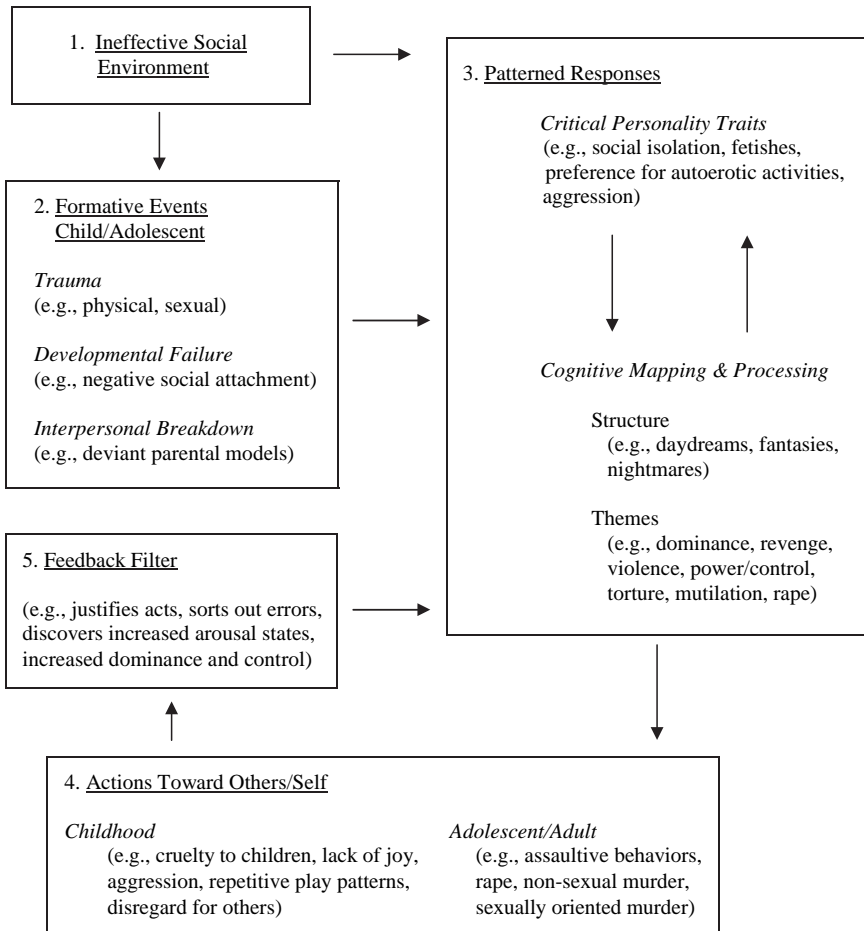 1. Ineffective Social
Environment
2. Formative Events
Child/Adolescent
Trauma
(e.g., physical, sexual)
Developmental Failure
(e.g., negative social attachment)
Interpersonal Breakdown
(e.g., deviant parental models)
3. Patterned Responses
Critical Personality Traits
(e.g., social isolation, fetishes,
preference for autoerotic activities,
aggression)
Cognitive Mapping & Processing
Structure
(e.g., daydreams, fantasies,
nightmares)
Themes
(e.g., dominance, revenge,
violence, power/control,
torture, mutilation, rape)
5. Feedback Filter
(e.g., justifies acts, sorts out errors,
discovers increased arousal states,
increased dominance and control)
4. Actions Toward Others/Self
Childhood
(e.g., cruelty to children, lack of joy,
aggression, repetitive play patterns,
disregard for others)
Adolescent/Adult
(e.g., assaultive behaviors,
rape, non-sexual murder,
sexually oriented murder)